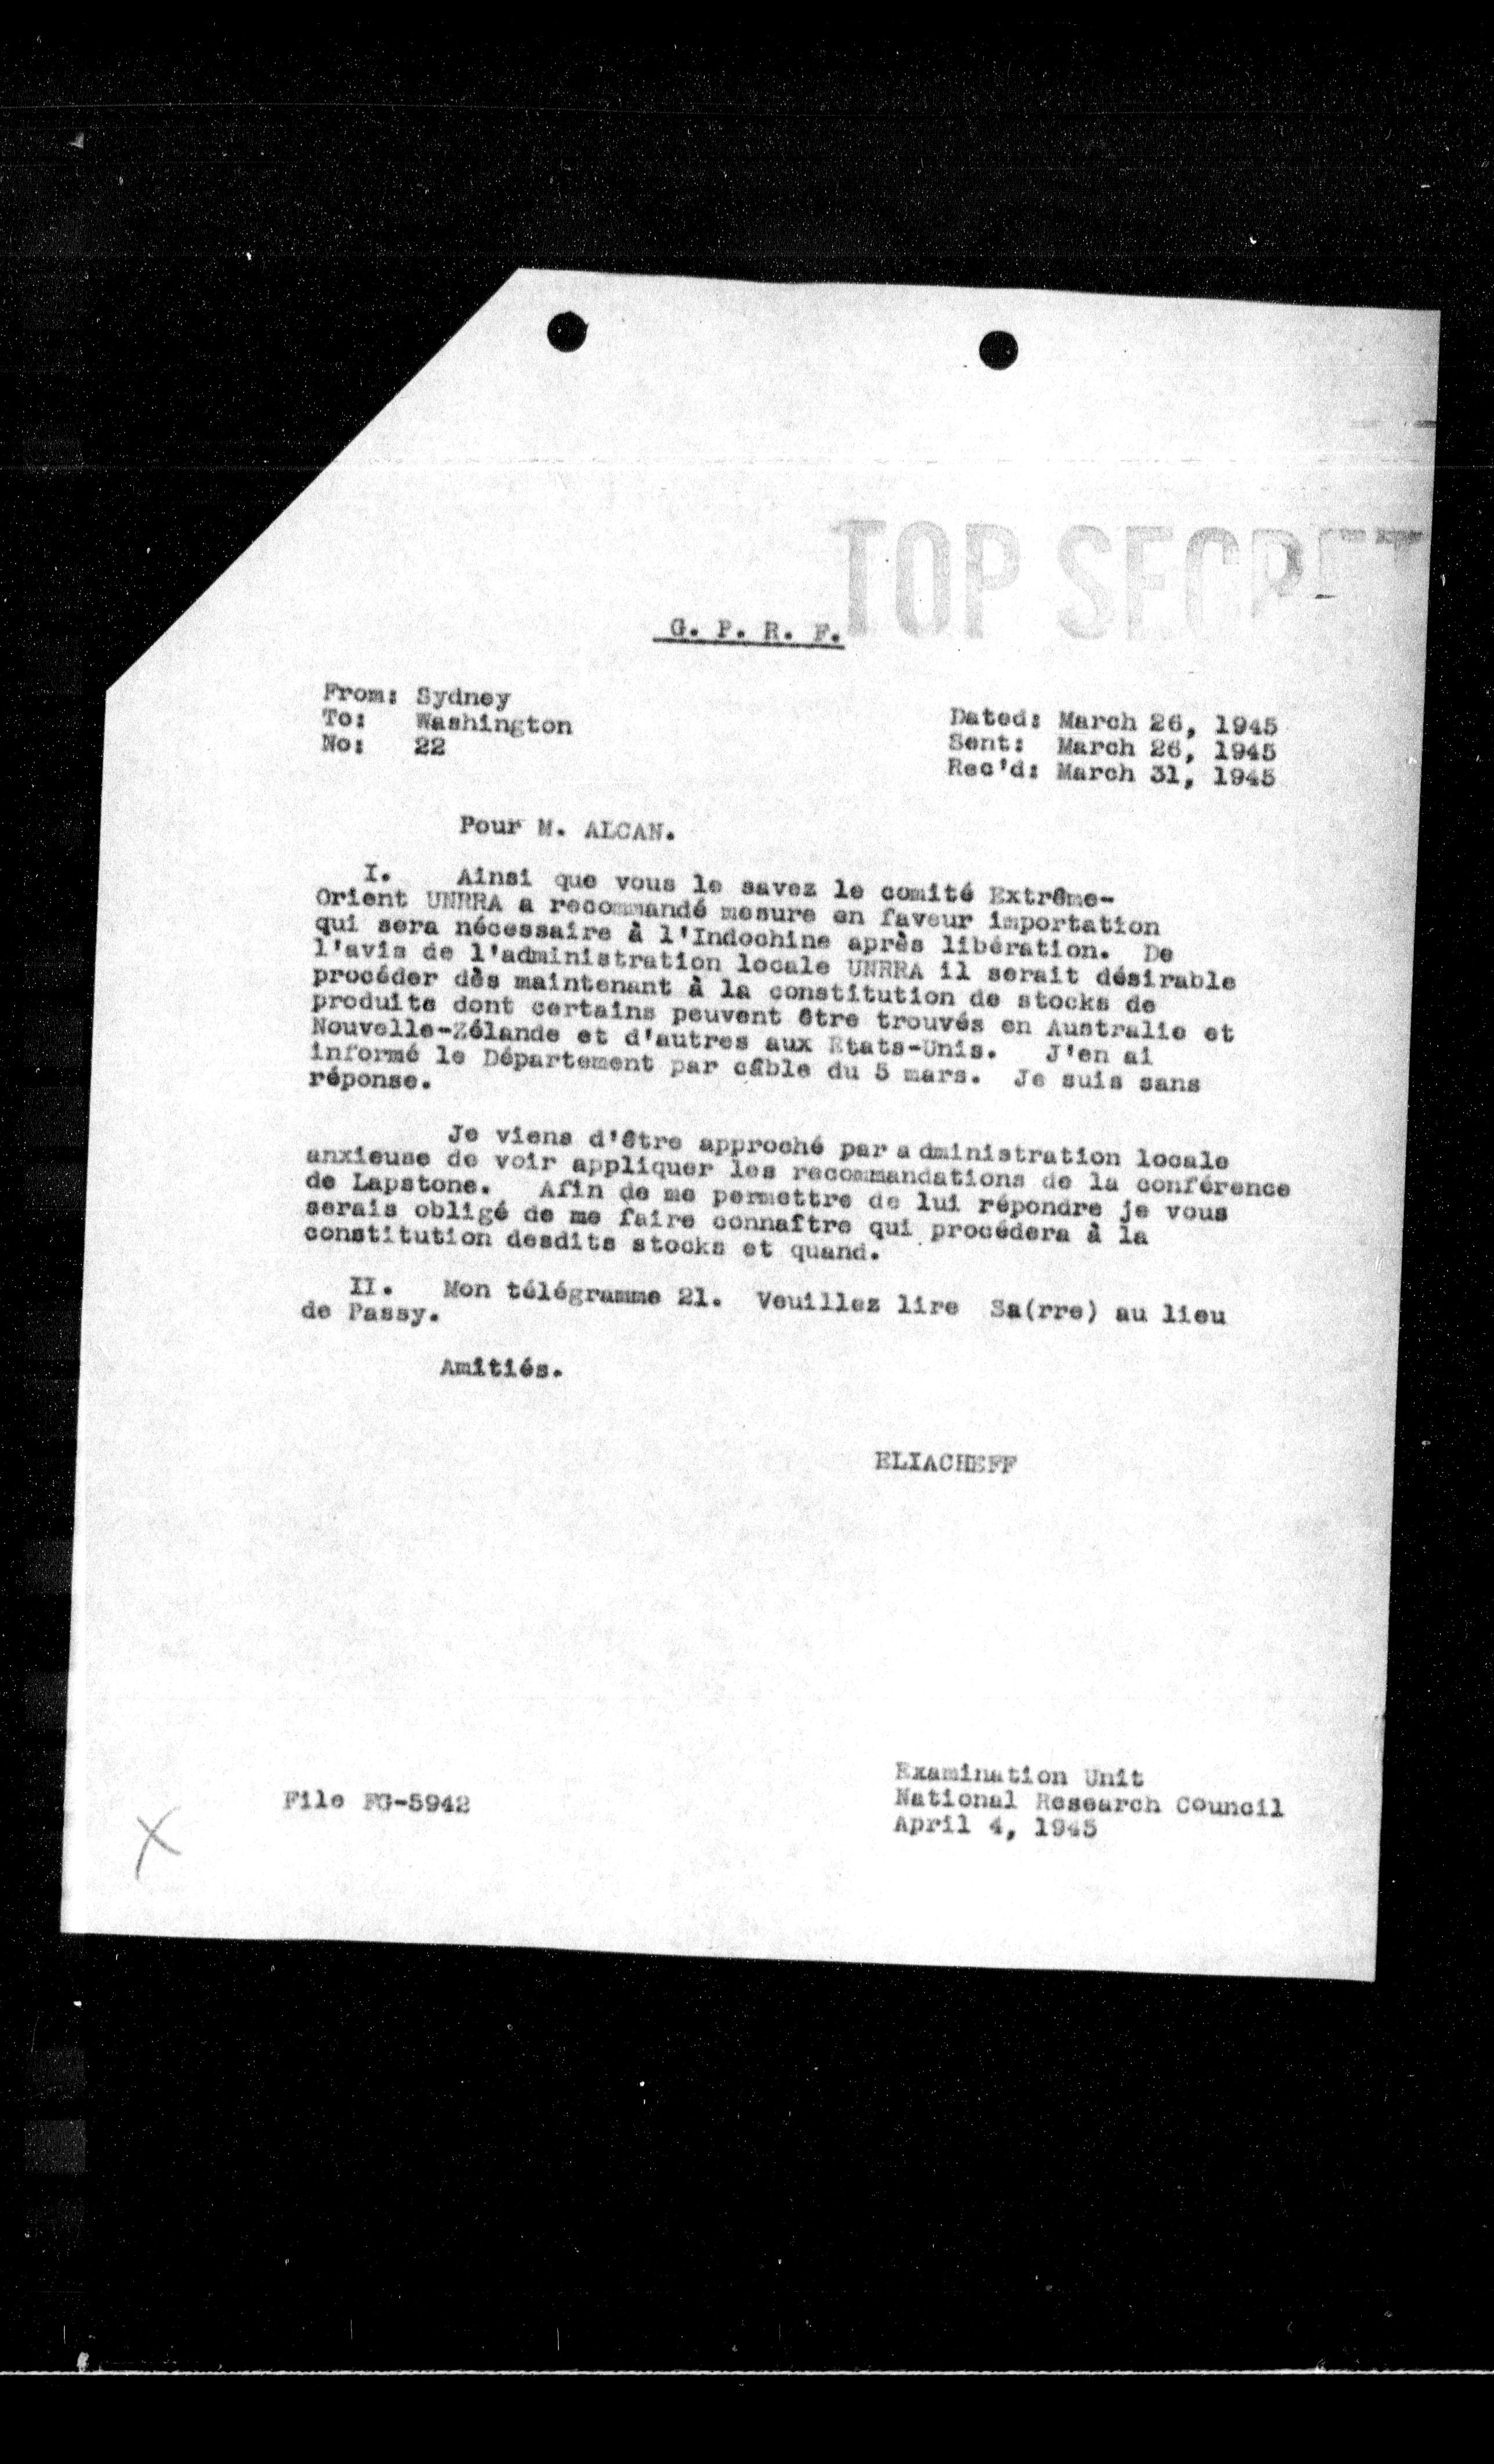 TOP SECRET
G. P. R. F.
From: Sydney
To: Washington
No: 22
Dated: March 26, 1945
Sent: March 26, 1945
Rec'd: March 31, 1945
Pour M. ALCAN.
I. Ainsi que vous le savez le comité Extrême-
Orient UNRRA a recommandé mesure en faveur importation
qui sera nécessaire à l'Indochine après libération. De
l'avis de l'administration locale UNRRA il serait désirable
procéder dès maintenant à la constitution de stocks de
produits dont certains peuvent être trouvés en Australie et
Nouvelle-Zélande et d'autres aux Etats-Unis. J'en ai
informé le Département par câble du 5 mars. Je suis sans
réponse.
Je viens d'être approché par administration locale
anxieuse de voir appliquer les recommandations de la conférence
de Lapstone. Afin de me permettre de lui répondre je vous
serais obligé de me faire connaître qui procédera à la
constitution desdits stocks et quand.
II. Mon télégramme 21. Veuillez lire Sa(rre) au lieu
de Passy.
Amitiés.
ELIACHEFF
File FG-5942
Examination Unit
National Research Council
April 4, 1945
X